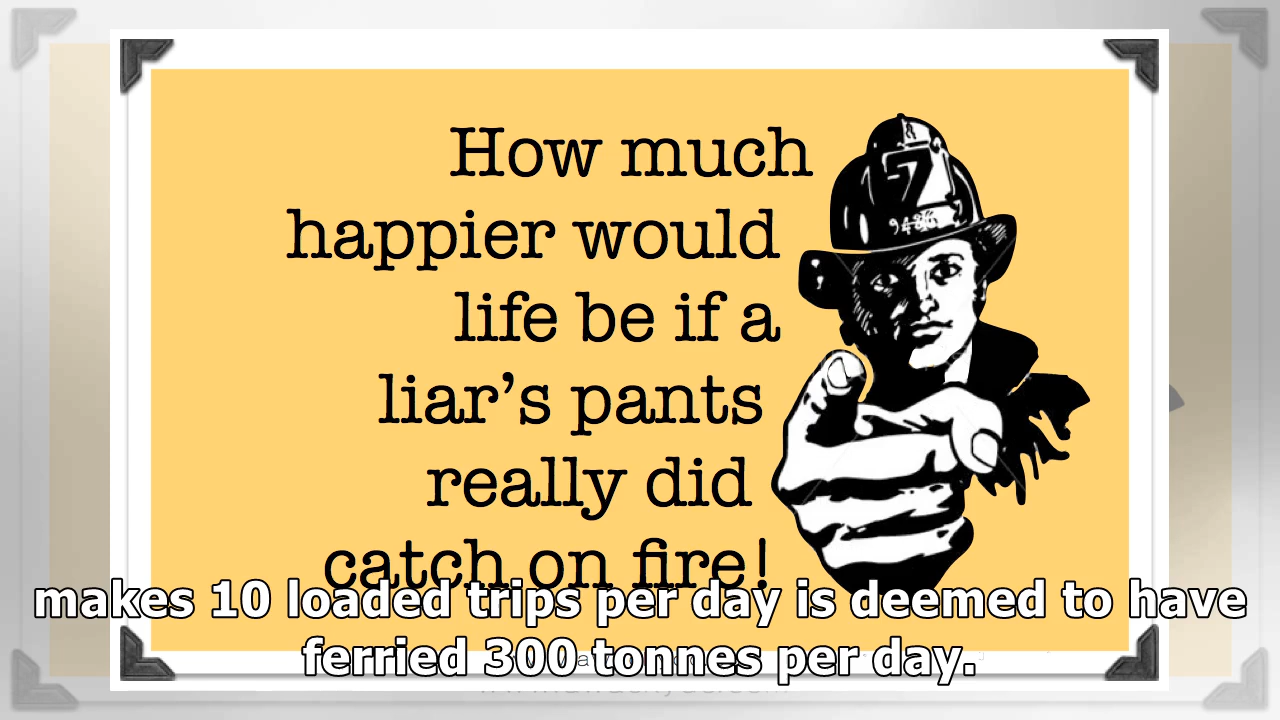 How much
happier would
life be if a
liar's pants
really did
catch on fire!
makes 10 loaded trips per day is deemed to have
ferried 300 tonnes per day.